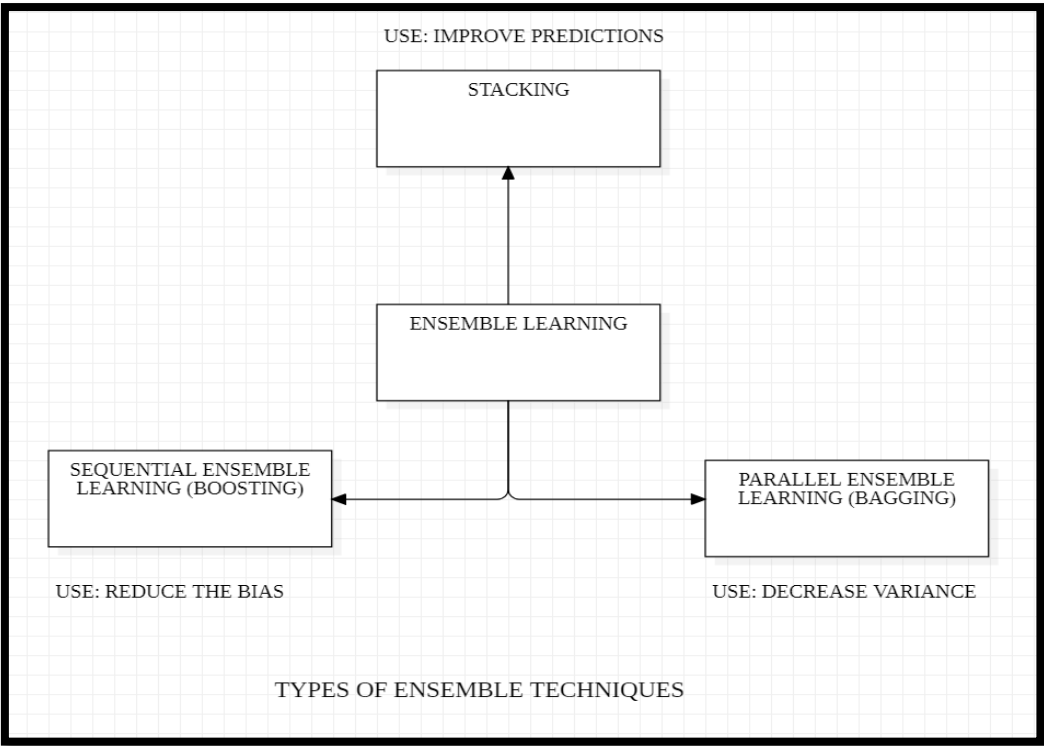 USE: IMPROVE PREDICTIONS
STACKING
ENSEMBLE LEARNING
SEQUENTIAL ENSEMBLE
LEARNING (BOOSTING)
PARALLEL ENSEMBLE
LEARNING (BAGGING)
USE: REDUCE THE BIAS
USE: DECREASE VARIANCE
TYPES OF ENSEMBLE TECHNIQUES